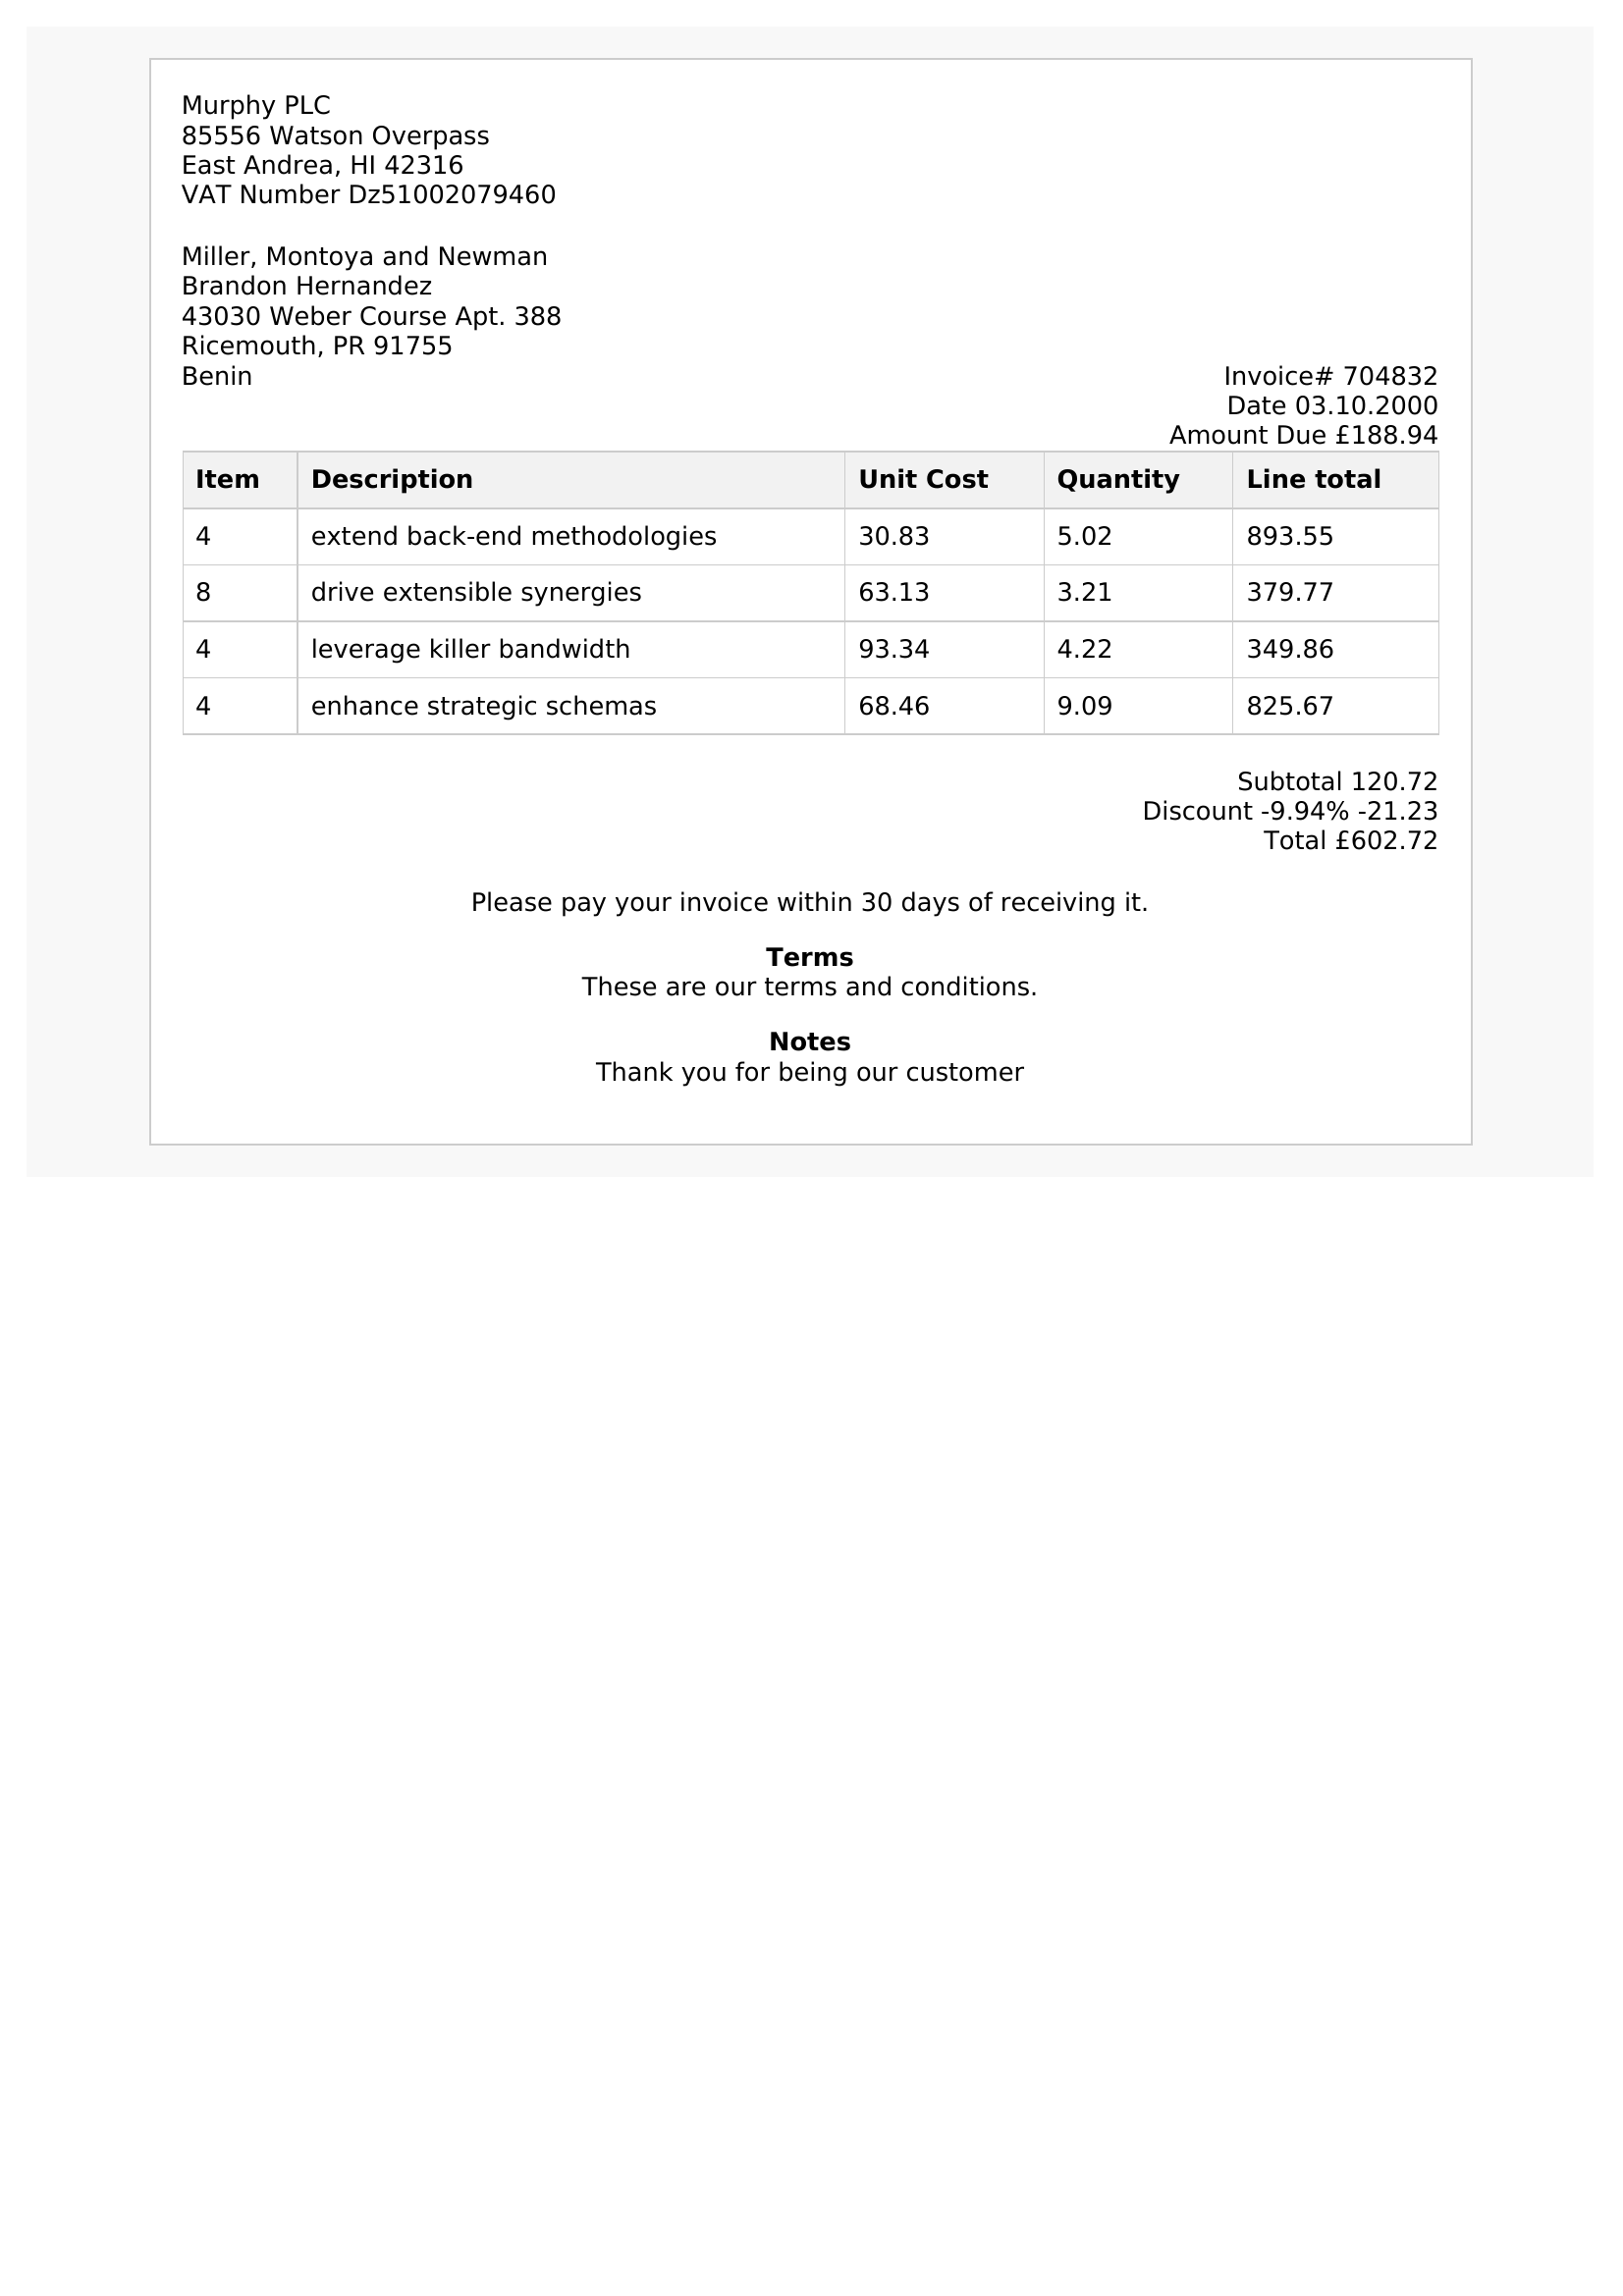 Murphy PLC
85556 Watson Overpass
East Andrea, HI 42316
VAT Number Dz51002079460
Miller, Montoya and Newman
Brandon Hernandez
43030 Weber Course Apt. 388
Ricemouth, PR 91755
Benin
Invoice# 704832
Date 03.10.2000
Amount Due £188.94
Item Description Unit Cost Quantity Line total
4 extend back-end methodologies 30.83 5.02 893.55
8 drive extensible synergies 63.13 3.21 379.77
4 leverage killer bandwidth 93.34 4.22 349.86
4 enhance strategic schemas 68.46 9.09 825.67
Subtotal 120.72
Discount -9.94% -21.23
Total £602.72
Please pay your invoice within 30 days of receiving it.
Terms
These are our terms and conditions.
Notes
Thank you for being our customer